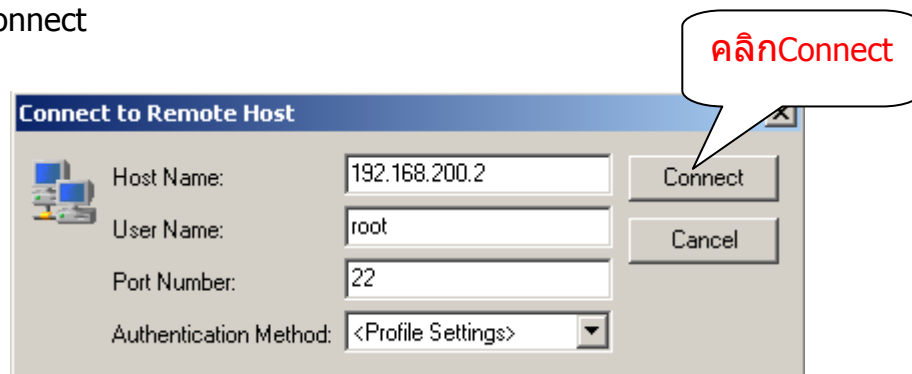 onnect
คลิกConnect
Connect to Remote Host
Host Name: 192.168.200.2
Connect
User Name: root
Cancel
Port Number: 22
Authentication Method: <Profile Settings>